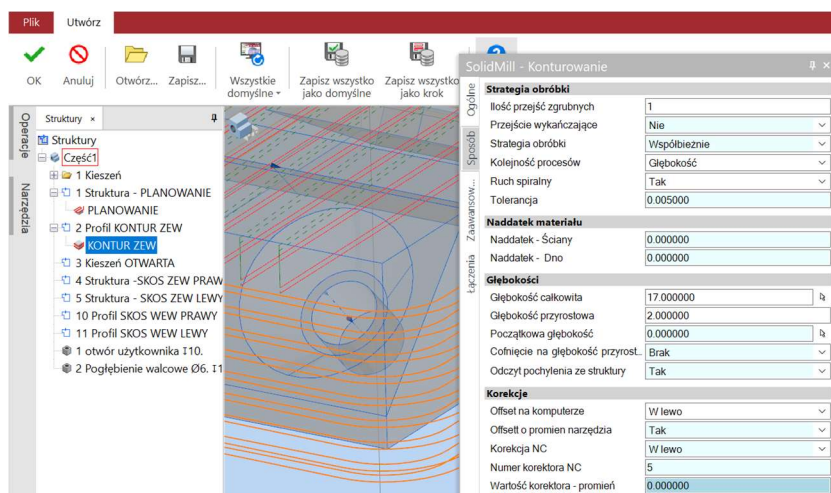 Plik Utwórz
OK Anuluj Otwórz... Zapisz... Wszystkie domyślne Zapisz wszystko jako domyślne Zapisz wszystko jako krok
SolidMill - Konturowanie
Operacje
Narzędzia
Struktury ×
Struktury
Część1
1 Kieszeń
1 Struktura - PLANOWANIE
PLANOWANIE
2 Profil KONTUR ZEW
KONTUR ZEW
3 Kieszeń OTWARTA
4 Struktura -SKOS ZEW PRAW
5 Struktura - SKOS ZEW LEWY
10 Profil SKOS WEW PRAWY
11 Profil SKOS WEW LEWY
1 otwór użytkownika ↧10.
2 Pogłębienie walcowe Ø6. ↧1
Ogólne
Sposób
Zaawansow...
Łączenia
Strategia obróbki
Ilość przejść zgrubnych 1
Przejście wykańczające Nie
Strategia obróbki Współbieżnie
Kolejność procesów Głębokość
Ruch spiralny Tak
Tolerancja 0.005000
Naddatek materiału
Naddatek - Ściany 0.000000
Naddatek - Dno 0.000000
Głębokości
Głębokość całkowita 17.000000
Głębokość przyrostowa 2.000000
Początkowa głębokość 0.000000
Cofnięcie na głębokość przyrost... Brak
Odczyt pochylenia ze struktury Tak
Korekcje
Offset na komputerze W lewo
Offsett o promien narzędzia Tak
Korekcja NC W lewo
Numer korektora NC 5
Wartość korektora - promień 0.000000